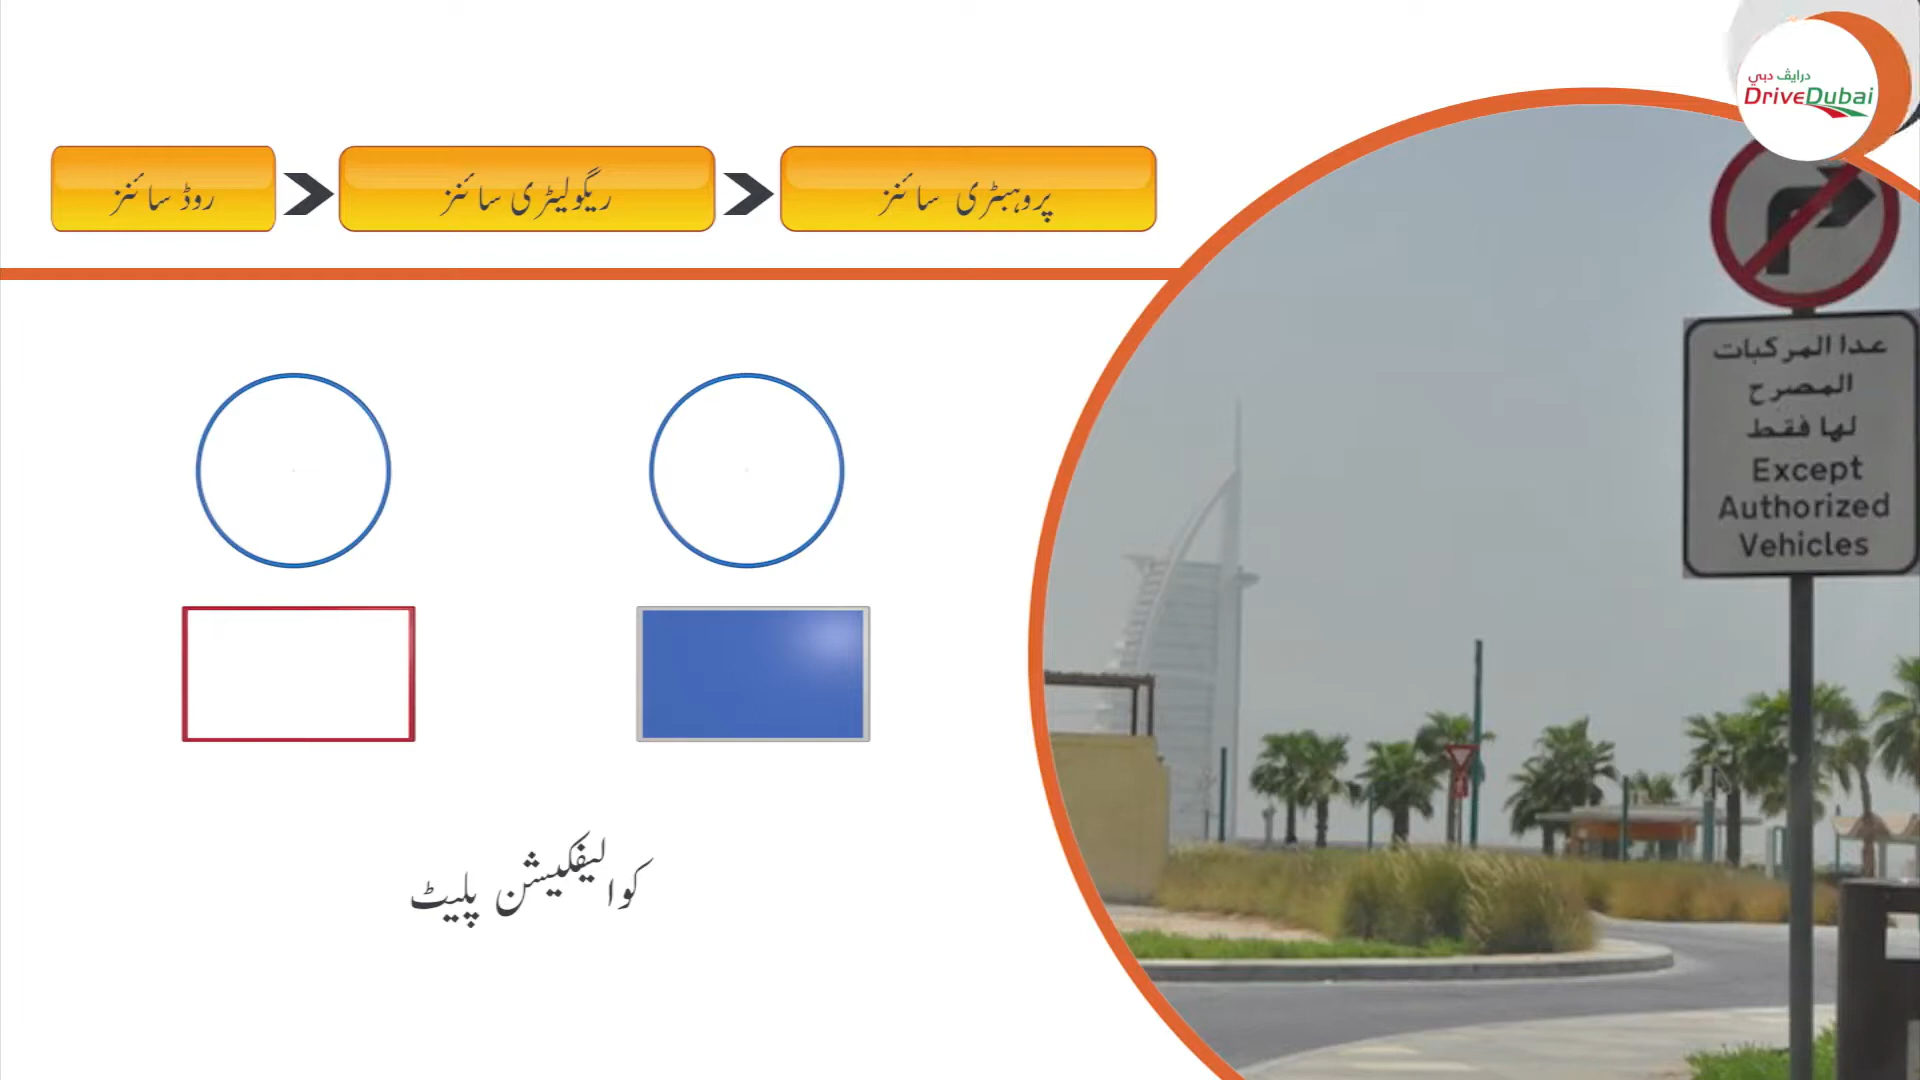 درايف دبي
DriveDubai
روڈ سائنز
ریگولیٹری سائنز
پروہبٹری سائنز
عدا المركبات
المصرح
لها فقط
Except
Authorized
Vehicles
کوالیفکیشن پلیٹ